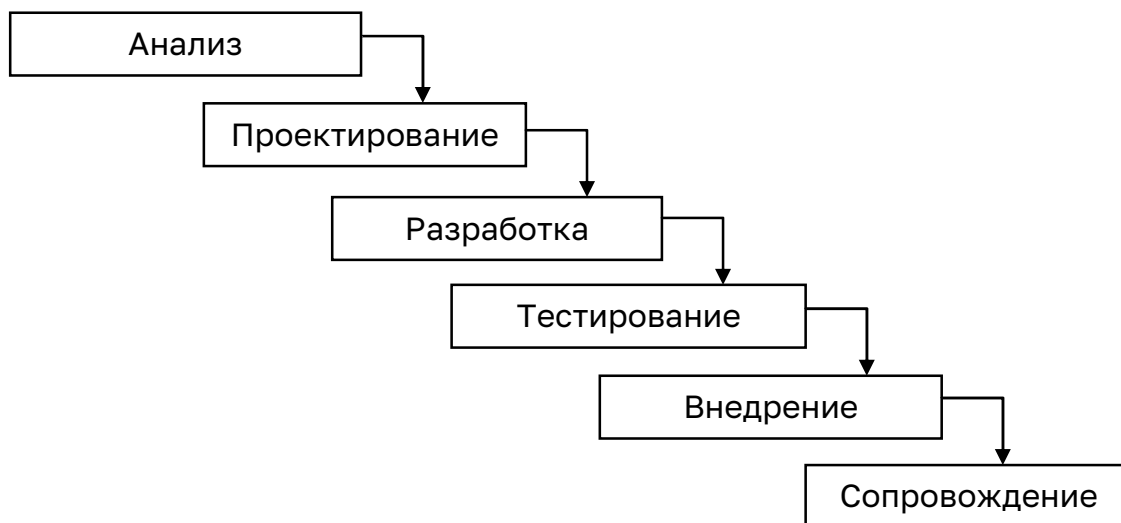 Анализ
Проектирование
Разработка
Тестирование
Внедрение
Сопровождение